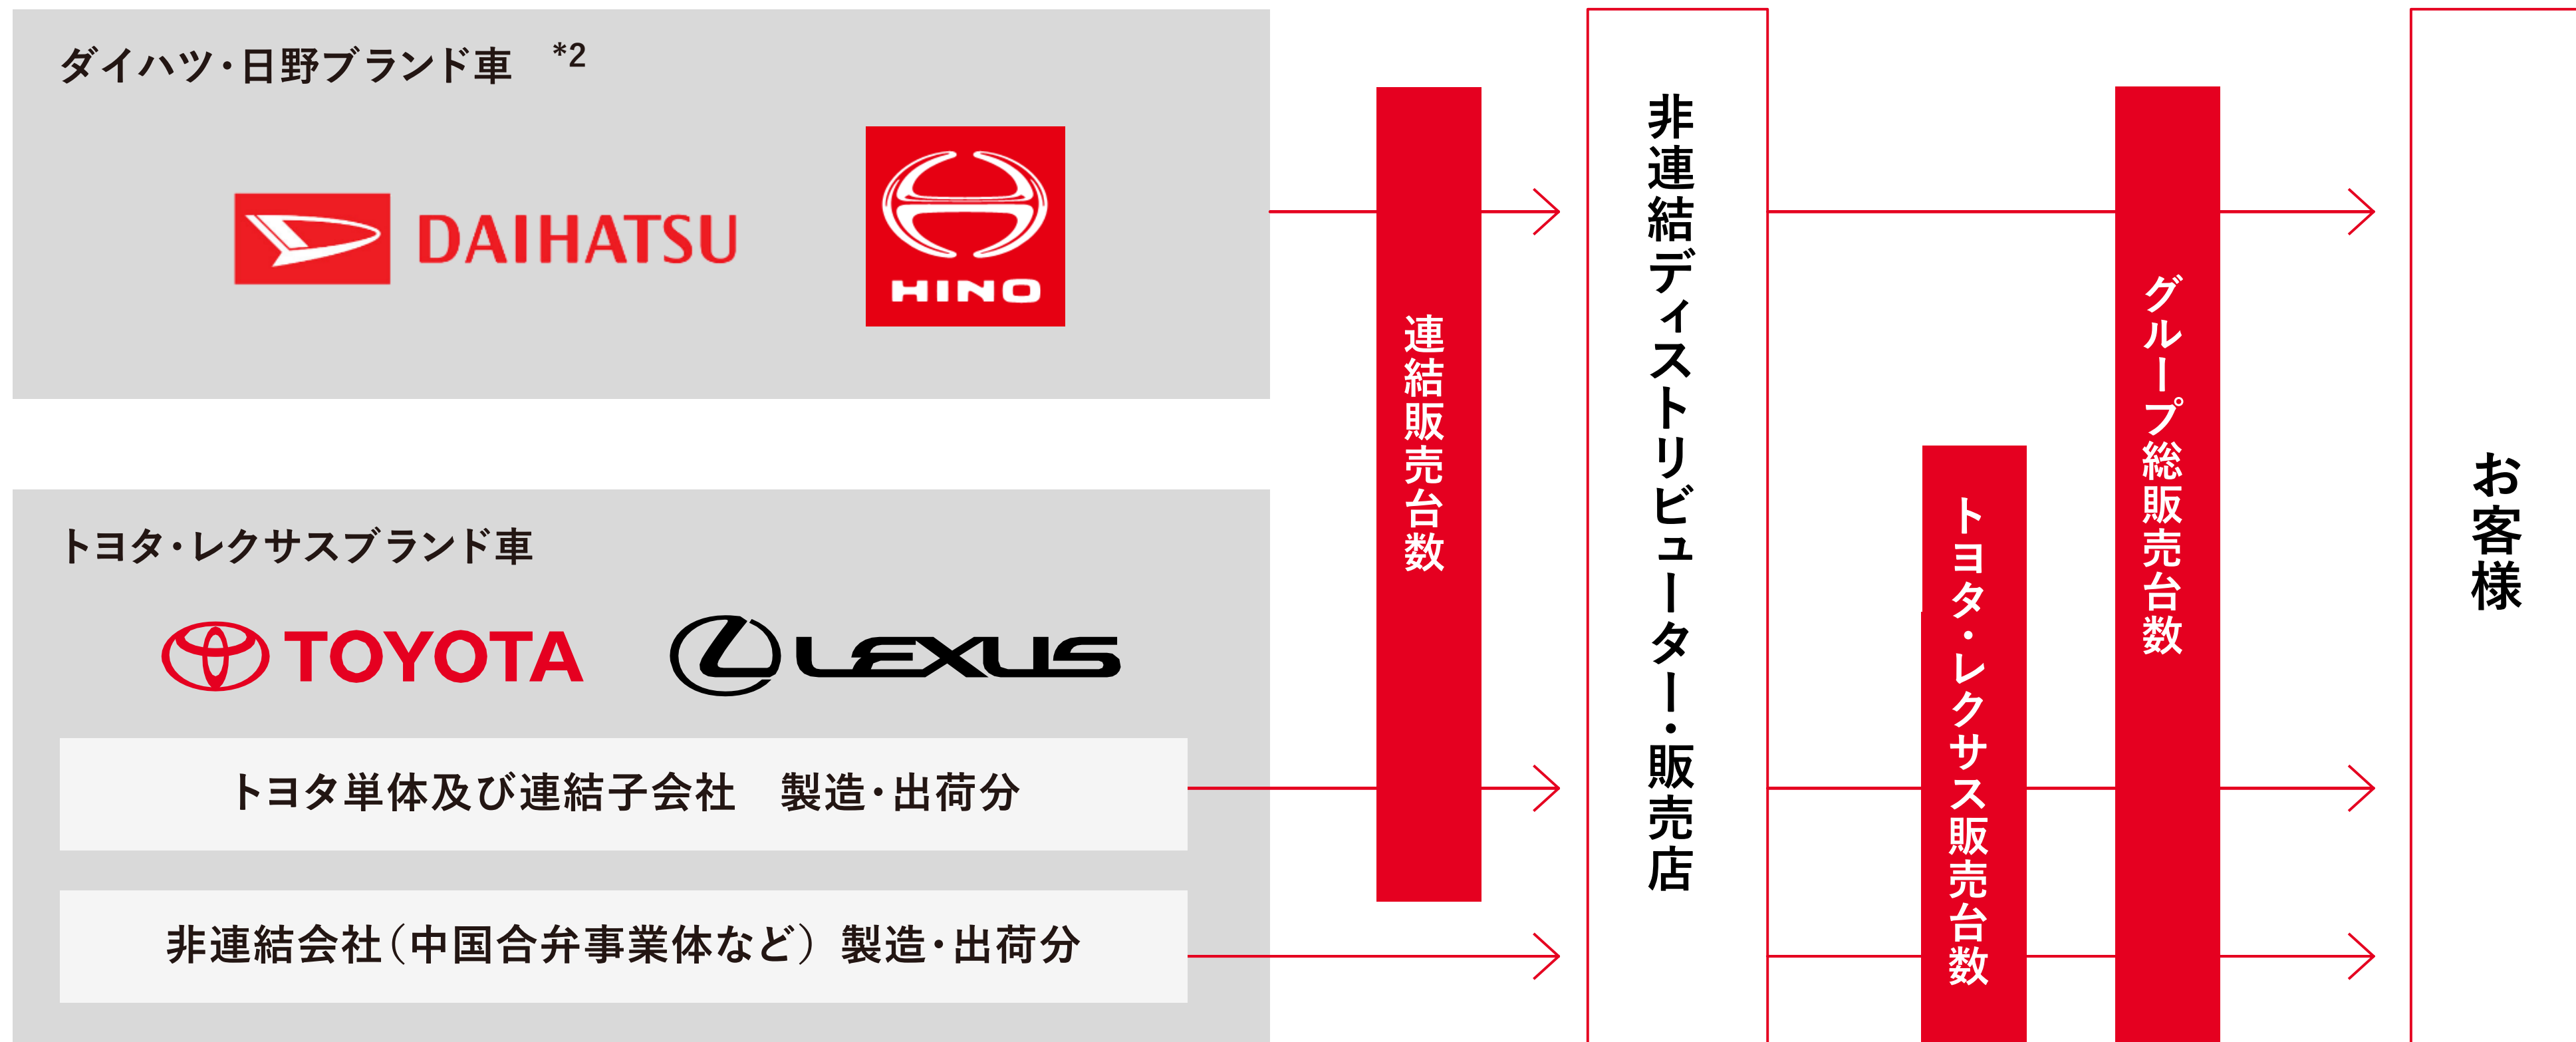 ダイハツ・日野ブランド車 *2
DAIHATSU
HINO
トヨタ・レクサスブランド車
TOYOTA
LEXUS
トヨタ単体及び連結子会社　製造・出荷分
非連結会社（中国合弁事業体など）製造・出荷分
連結販売台数
非連結ディストリビューター・販売店
トヨタ・レクサス販売台数
グループ総販売台数
お客様